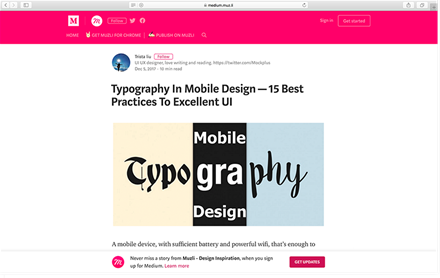 medium.muz.li
M
Follow
Sign in
Get started
HOME
GET MUZLI FOR CHROME
PUBLISH ON MUZLI
Trista liu Follow
UI UX designer, love writing and reading. https://twitter.com/Mockplus
Dec 5, 2017 · 15 min read
Typography In Mobile Design — 15 Best
Practices To Excellent UI
Mobile
Typography
Design
A mobile device, with sufficient battery and powerful wifi, that's enough to
Never miss a story from Muzli - Design Inspiration, when you sign
up for Medium. Learn more
GET UPDATES